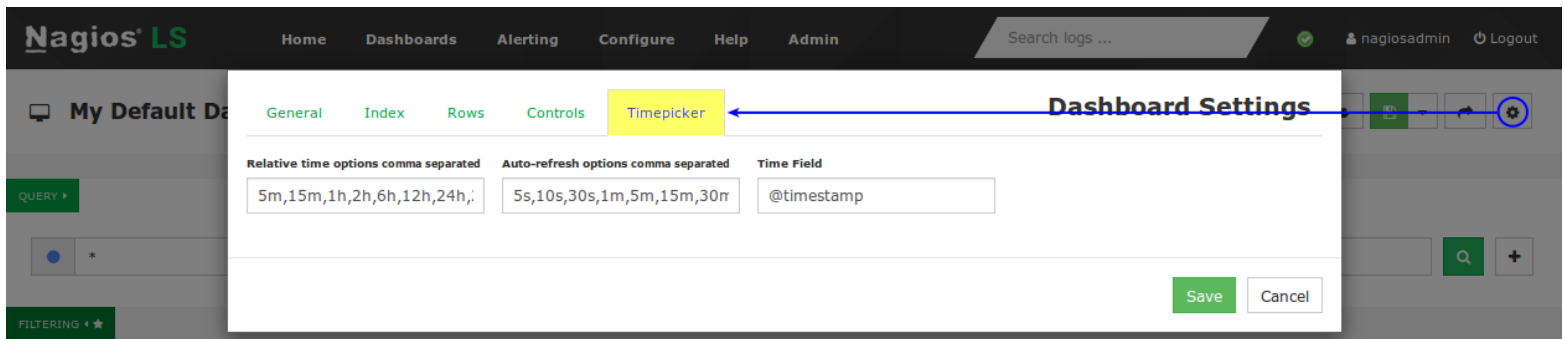 Nagios® LS Home Dashboards Alerting Configure Help Admin Search logs ... nagiosadmin Logout
My Default Da
General Index Rows Controls Timepicker Dashboard Settings
Relative time options comma separated Auto-refresh options comma separated Time Field
5m,15m,1h,2h,6h,12h,24h, 5s,10s,30s,1m,5m,15m,30m @timestamp
QUERY
*
Save Cancel
FILTERING